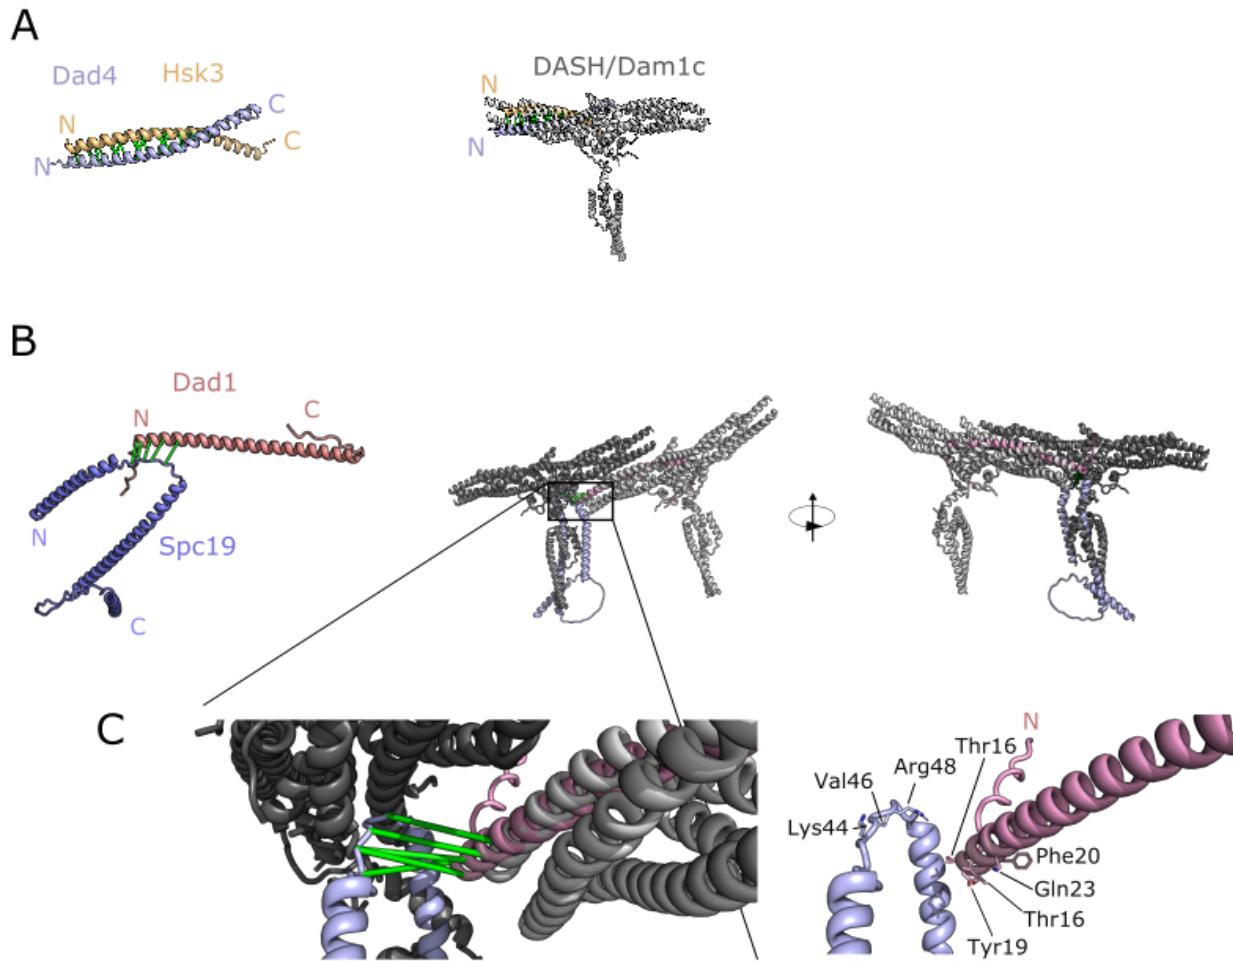 A
Dad4 Hsk3
N
C
N
C
DASH/Dam1c
N
N
B
Dad1
N
C
N
Spc19
C
C
N
Thr16
Arg48
Val46
Lys44
Phe20
Gln23
Thr16
Tyr19